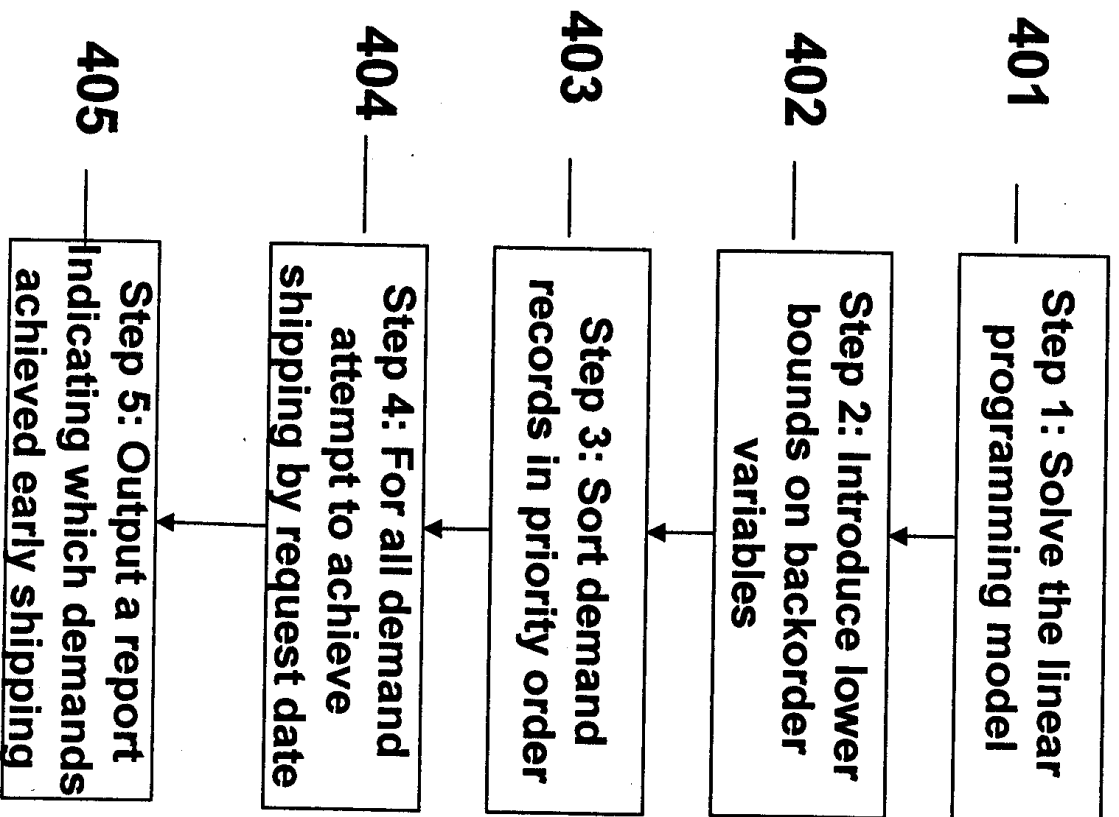 401
Step 1: Solve the linear
programming model
402
Step 2: Introduce lower
bounds on backorder
variables
403
Step 3: Sort demand
records in priority order
404
Step 4: For all demand
attempt to achieve
shipping by request date
405
Step 5: Output a report
Indicating which demands
achieved early shipping